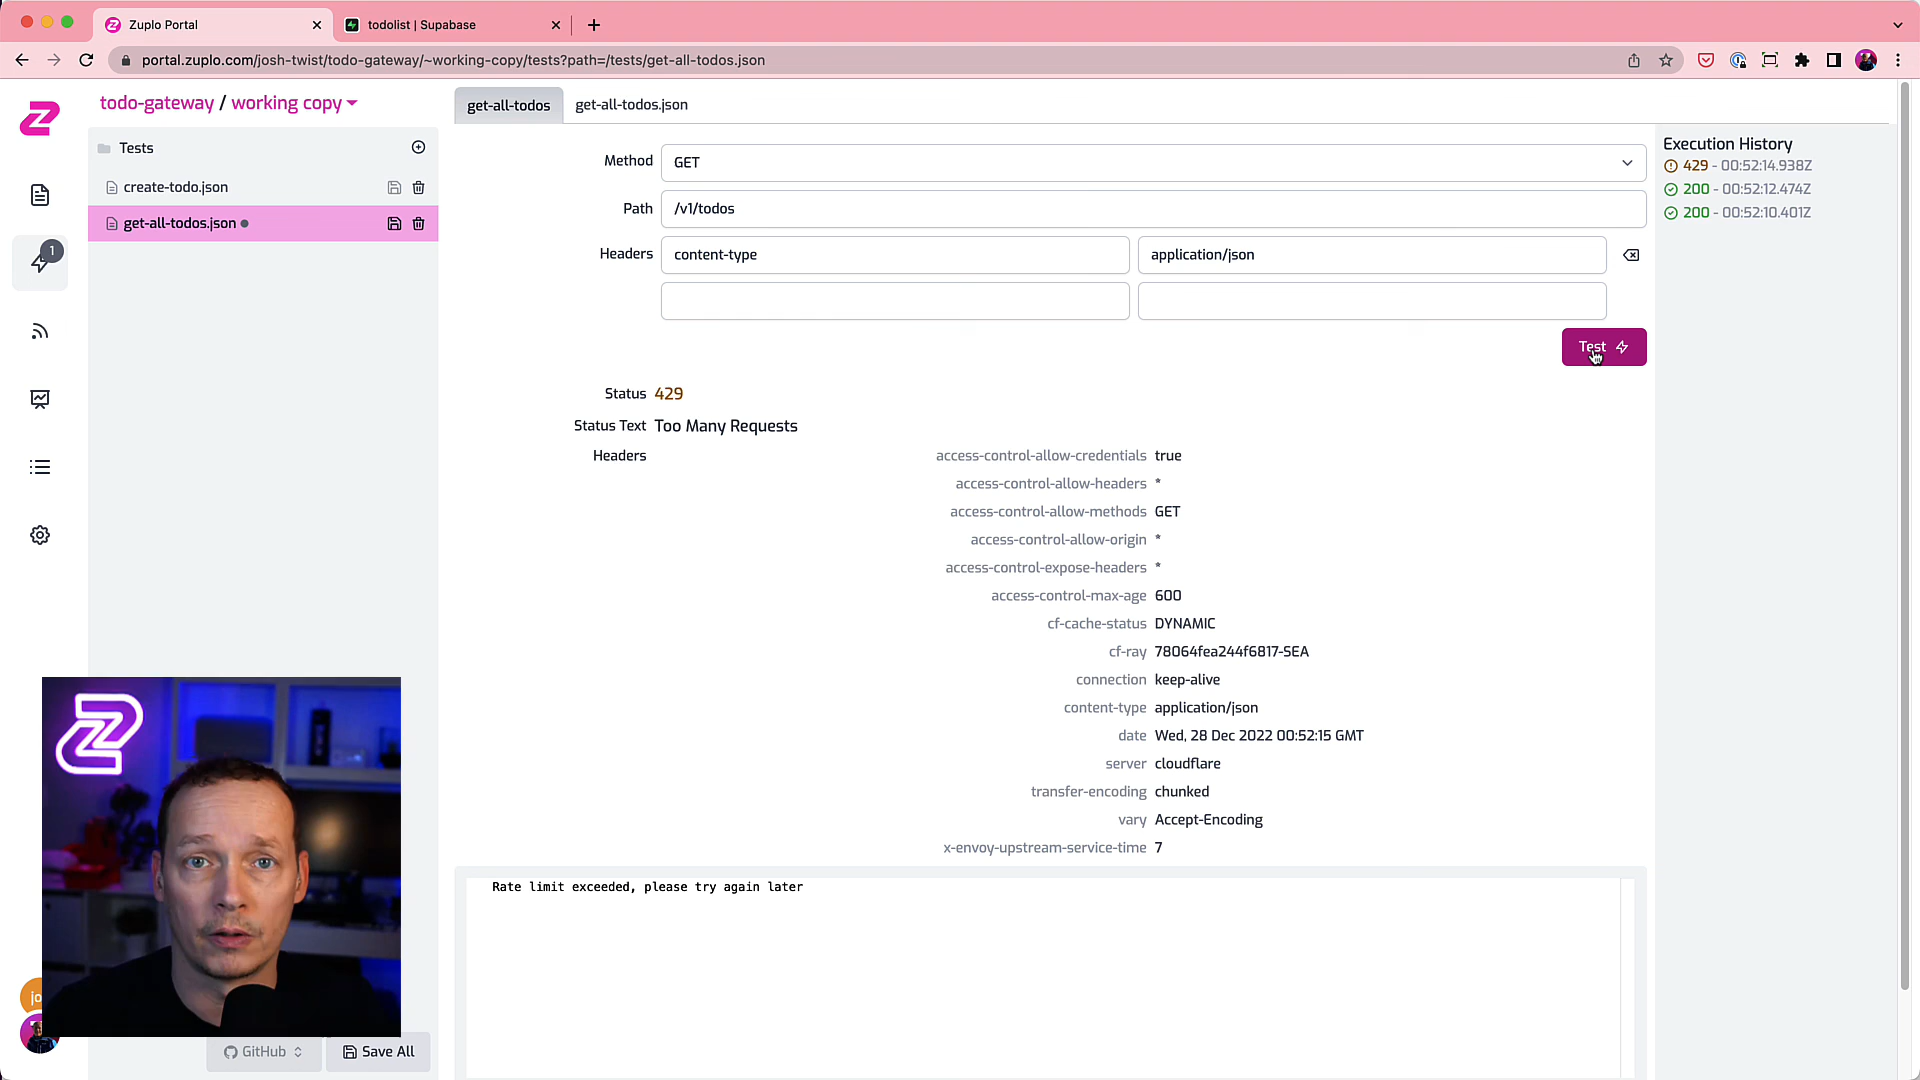 Zuplo Portal
todolist | Supabase
portal.zuplo.com/josh-twist/todo-gateway/~working-copy/tests?path=/tests/get-all-todos.json
todo-gateway / working copy
Tests
create-todo.json
get-all-todos.json
1
get-all-todos
get-all-todos.json
Method GET
Path /v1/todos
Headers content-type application/json
Test
Status 429
Status Text Too Many Requests
Headers
access-control-allow-credentials true
access-control-allow-headers *
access-control-allow-methods GET
access-control-allow-origin *
access-control-expose-headers *
access-control-max-age 600
cf-cache-status DYNAMIC
cf-ray 78064fea244f6817-SEA
connection keep-alive
content-type application/json
date Wed, 28 Dec 2022 00:52:15 GMT
server cloudflare
transfer-encoding chunked
vary Accept-Encoding
x-envoy-upstream-service-time 7
Rate limit exceeded, please try again later
Execution History
429 - 00:52:14.938Z
200 - 00:52:12.474Z
200 - 00:52:10.401Z
jo
GitHub
Save All